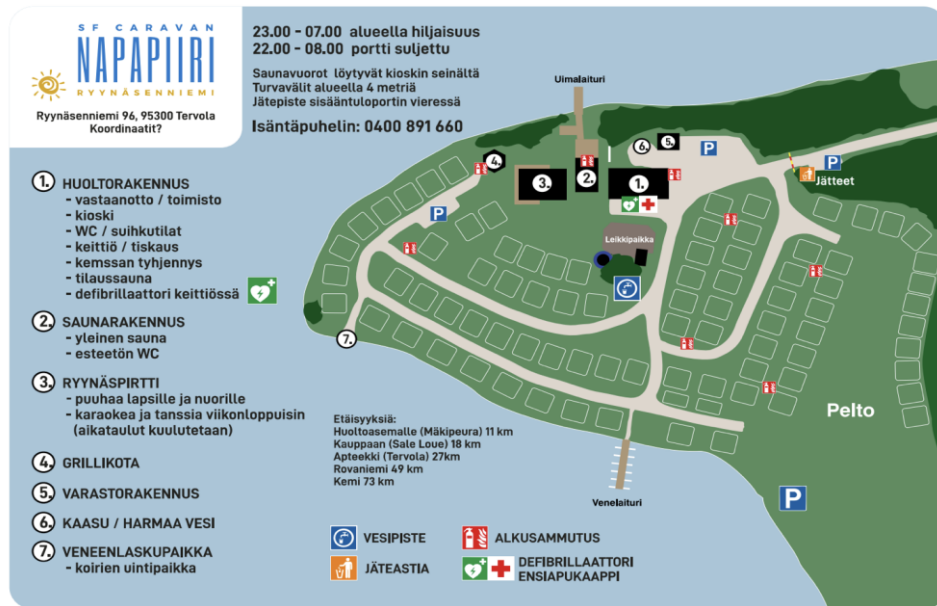 SF CARAVAN
NAPAPIIRI
RYYNÄSENNIEMI
Ryynäsenniemi 96, 95300 Tervola
Koordinaatit?
23.00 - 07.00 alueella hiljaisuus
22.00 - 08.00 portti suljettu
Saunavuorot löytyvät kioskin seinältä
Turvavälit alueella 4 metriä
Jätepiste sisääntuloportin vieressä
Isäntäpuhelin: 0400 891 660
1. HUOLTORAKENNUS
- vastaanotto / toimisto
- kioski
- WC / suihkutilat
- keittiö / tiskaus
- kemssan tyhjennys
- tilaussauna
- defibrillaattori keittiössä
2. SAUNARAKENNUS
- yleinen sauna
- esteetön WC
3. RYYNÄSPIRTTI
- puuhaa lapsille ja nuorille
- karaokea ja tanssia viikonloppuisin
(aikataulut kuulutetaan)
4. GRILLIKOTA
5. VARASTORAKENNUS
6. KAASU / HARMAA VESI
7. VENEENLASKUPAIKKA
- koirien uintipaikka
Uimalaituri
4.
3.
2.
1.
6.
5.
P
P
P
Jätteet
Leikkipaikka
7.
Etäisyyksiä:
Huoltoasemalle (Mäkipeura) 11 km
Kauppaan (Sale Loue) 18 km
Apteekki (Tervola) 27km
Rovaniemi 49 km
Kemi 73 km
Pelto
P
Venelaituri
VESIPISTE
ALKUSAMMUTUS
JÄTEASTIA
DEFIBRILLAATTORI
ENSIAPUKAAPPI